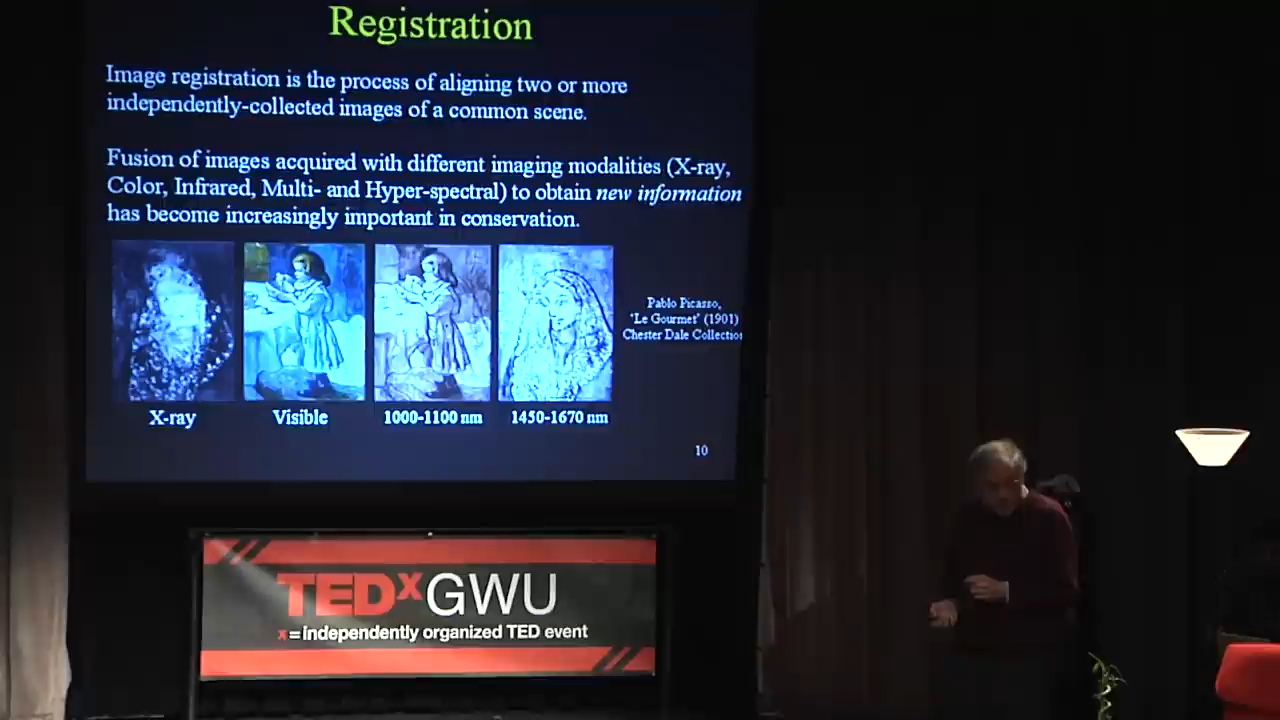 Registration
Image registration is the process of aligning two or more
independently-collected images of a common scene.
Fusion of images acquired with different imaging modalities (X-ray,
Color, Infrared, Multi- and Hyper-spectral) to obtain new information
has become increasingly important in conservation.
Pablo Picasso,
'Le Gourmet' (1901)
Chester Dale Collection
X-ray
Visible
1000-1100 nm
1450-1670 nm
10
TEDxGWU
x = independently organized TED event